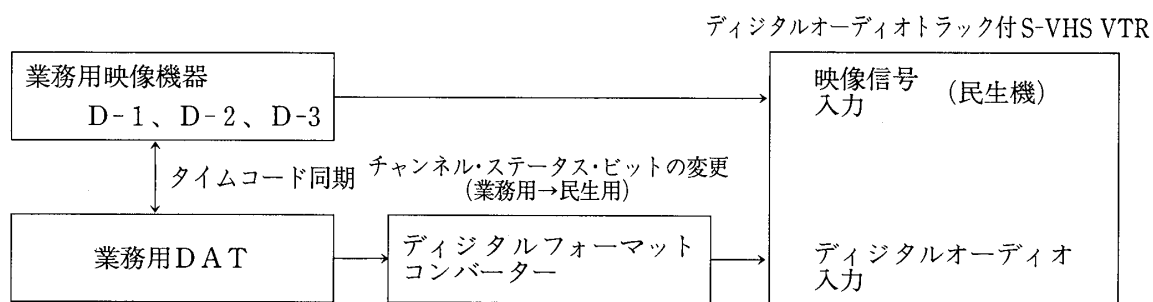 ディジタルオーディオトラック付S-VHS VTR
業務用映像機器
D-1、D-2、D-3
映像信号
入力
(民生機)
タイムコード同期
チャンネル・ステータス・ビットの変更
(業務用→民生用)
業務用DAT
ディジタルフォーマット
コンバーター
ディジタルオーディオ
入力